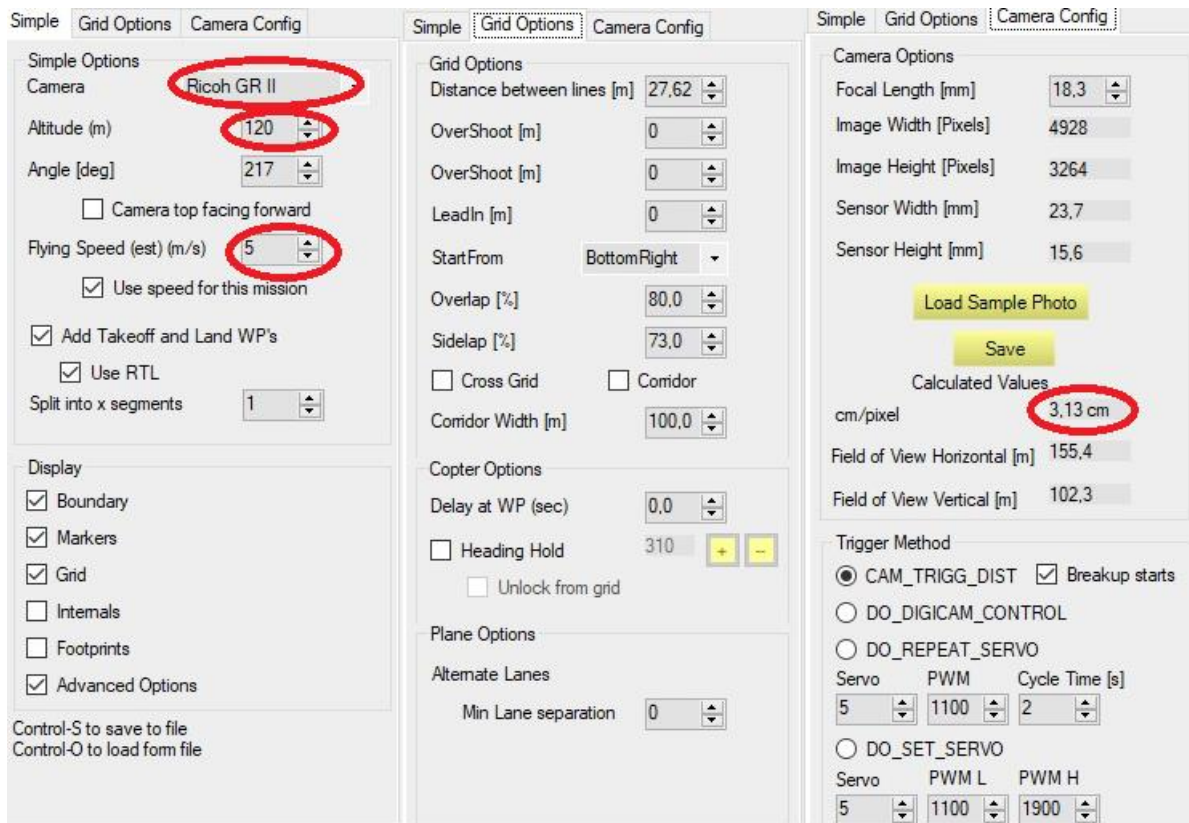 Simple Grid Options Camera Config
Simple Options
Camera Ricoh GR II
Altitude (m) 120
Angle [deg] 217
Camera top facing forward
Flying Speed (est) (m/s) 5
Use speed for this mission
Add Takeoff and Land WP's
Use RTL
Split into x segments 1
Display
Boundary
Markers
Grid
Internals
Footprints
Advanced Options
Control-S to save to file
Control-O to load form file
Simple Grid Options Camera Config
Grid Options
Distance between lines [m] 27,62
OverShoot [m] 0
OverShoot [m] 0
LeadIn [m] 0
StartFrom BottomRight
Overlap [%] 80,0
Sidelap [%] 73,0
Cross Grid Corridor
Corridor Width [m] 100,0
Copter Options
Delay at WP (sec) 0,0
Heading Hold 310 + -
Unlock from grid
Plane Options
Alternate Lanes
Min Lane separation 0
Simple Grid Options Camera Config
Camera Options
Focal Length [mm] 18,3
Image Width [Pixels] 4928
Image Height [Pixels] 3264
Sensor Width [mm] 23,7
Sensor Height [mm] 15,6
Load Sample Photo
Save
Calculated Values
cm/pixel 3,13 cm
Field of View Horizontal [m] 155,4
Field of View Vertical [m] 102,3
Trigger Method
CAM_TRIGG_DIST Breakup starts
DO_DIGICAM_CONTROL
DO_REPEAT_SERVO
Servo PWM Cycle Time [s]
5 1100 2
DO_SET_SERVO
Servo PWM L PWM H
5 1100 1900